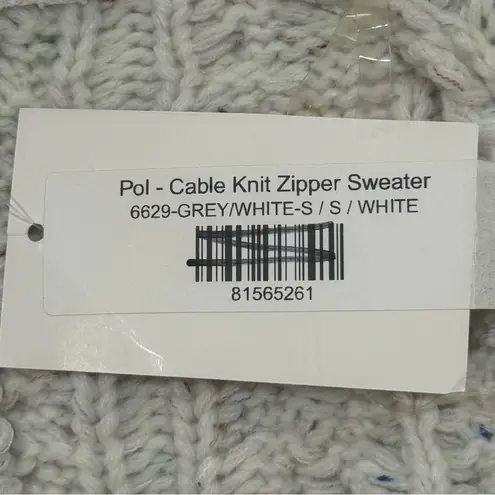 Pol - Cable Knit Zipper Sweater
6629-GREY/WHITE-S / S / WHITE
81565261